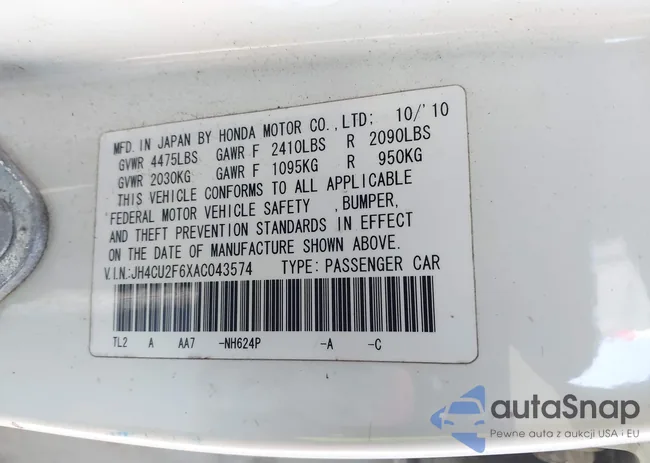 MFD. IN JAPAN BY HONDA MOTOR CO., LTD; 10/'10
GVWR 4475LBS GAWR F 2410LBS R 2090LBS
GVWR 2030KG GAWR F 1095KG R 950KG
THIS VEHICLE CONFORMS TO ALL APPLICABLE
FEDERAL MOTOR VEHICLE SAFETY ,BUMPER,
AND THEFT PREVENTION STANDARDS IN EFFECT
ON THE DATE OF MANUFACTURE SHOWN ABOVE.
V.I.N:JH4CU2F6XAC043574 TYPE: PASSENGER CAR
TL2 A AA7 -NH624P -A -C
autaSnap
Pewne auta z aukcji USA i EU